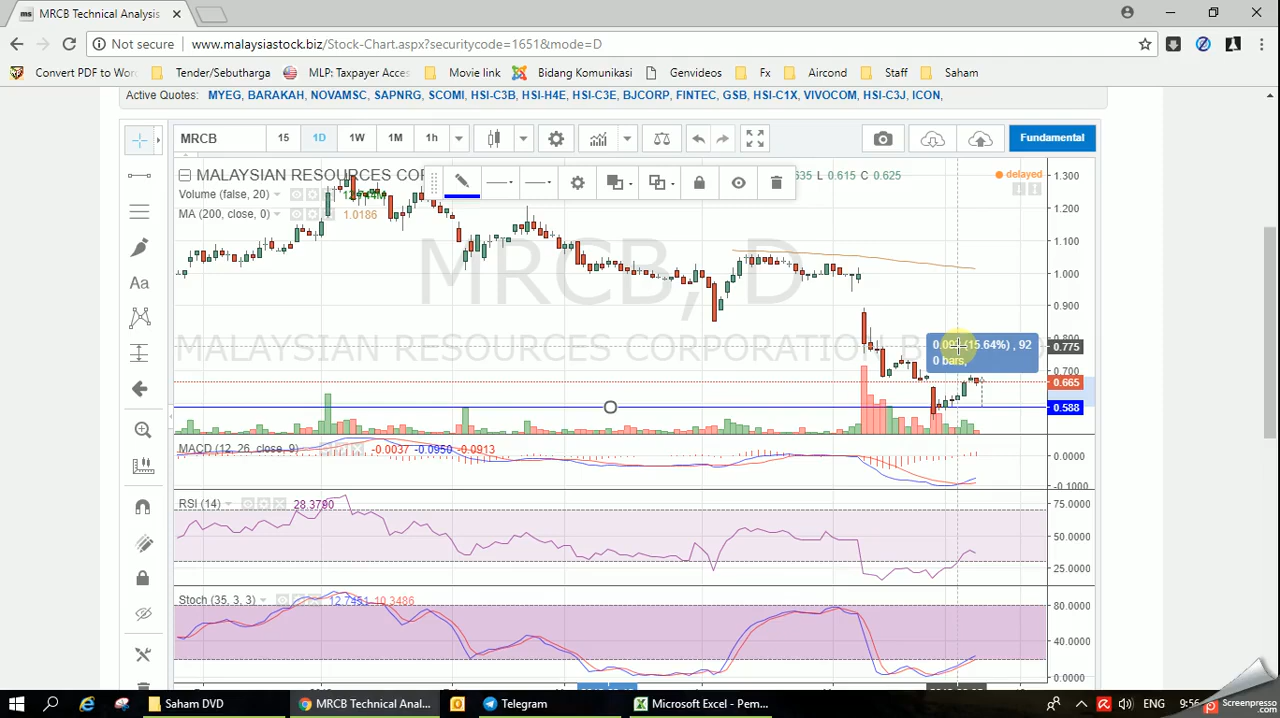 MRCB Technical Analysis
Not secure | www.malaysiastock.biz/Stock-Chart.aspx?securitycode=1651&mode=D
Convert PDF to Wor Tender/Sebutharga MLP: Taxpayer Acces Movie link Bidang Komunikasi Genvideos Fx Aircond Staff Saham
Active Quotes: MYEG, BARAKAH, NOVAMSC, SAPNRG, SCOMI, HSI-C3B, HSI-H4E, HSI-C3E, BJCORP, FINTEC, GSB, HSI-C1X, VIVOCOM, HSI-C3J, ICON,
MRCB 15 1D 1W 1M 1h Fundamental
MALAYSIAN RESOURCES COR 635 L 0.615 C 0.625
delayed
Volume (false, 20)
MA (200, close, 0) 1.0186
1.300
1.200
1.100
1.000
0.900
0.775
0.700
0.665
0.588
MRCB, D
MALAYSIAN RESOURCES CORPORATION
(15.64%) , 92
0 bars,
MACD (12, 26, close, 9) -0.0037 -0.0950 -0.0913
0.0000
-0.1000
RSI (14) 28.3790
75.0000
50.0000
25.0000
Stoch (35, 3, 3) 12.7451 10.3486
80.0000
40.0000
0.0000
Saham DVD
MRCB Technical Anal...
Telegram
Microsoft Excel - Pem...
ENG
9:56
Screenpresso
.com